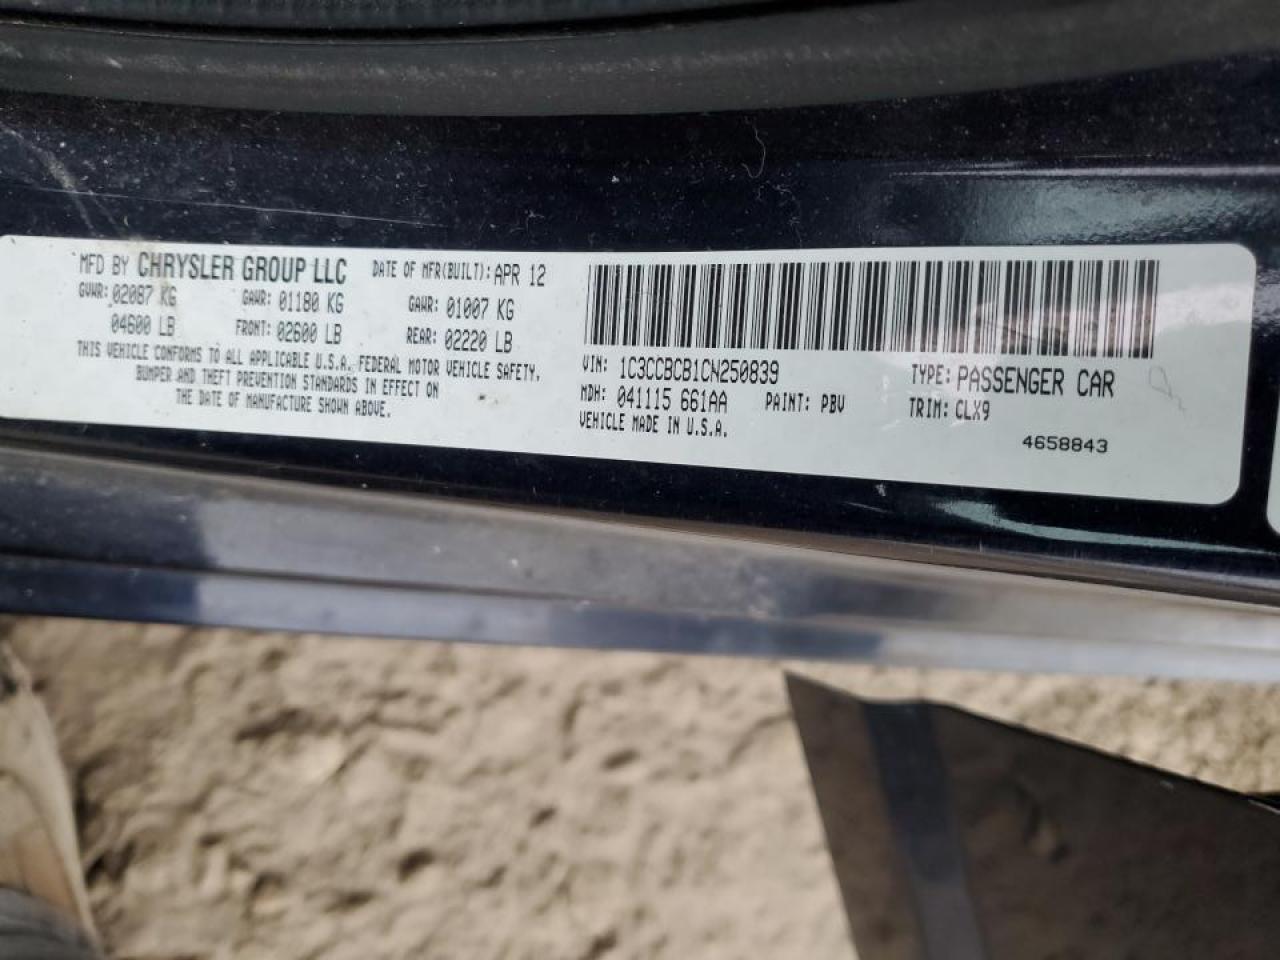 MFD BY CHRYSLER GROUP LLC DATE OF MFR(BUILT): APR 12
GVWR: 02087 KG GAWR: 01180 KG GAWR: 01007 KG
04600 LB FRONT: 02600 LB REAR: 02220 LB
THIS VEHICLE CONFORMS TO ALL APPLICABLE U.S.A. FEDERAL MOTOR VEHICLE SAFETY,
BUMPER AND THEFT PREVENTION STANDARDS IN EFFECT ON
THE DATE OF MANUFACTURE SHOWN ABOVE.
VIN: 1C3CCBCB1CN250839 TYPE: PASSENGER CAR
MDH: 041115 661AA PAINT: PBV TRIM: CLX9
VEHICLE MADE IN U.S.A.
4658843